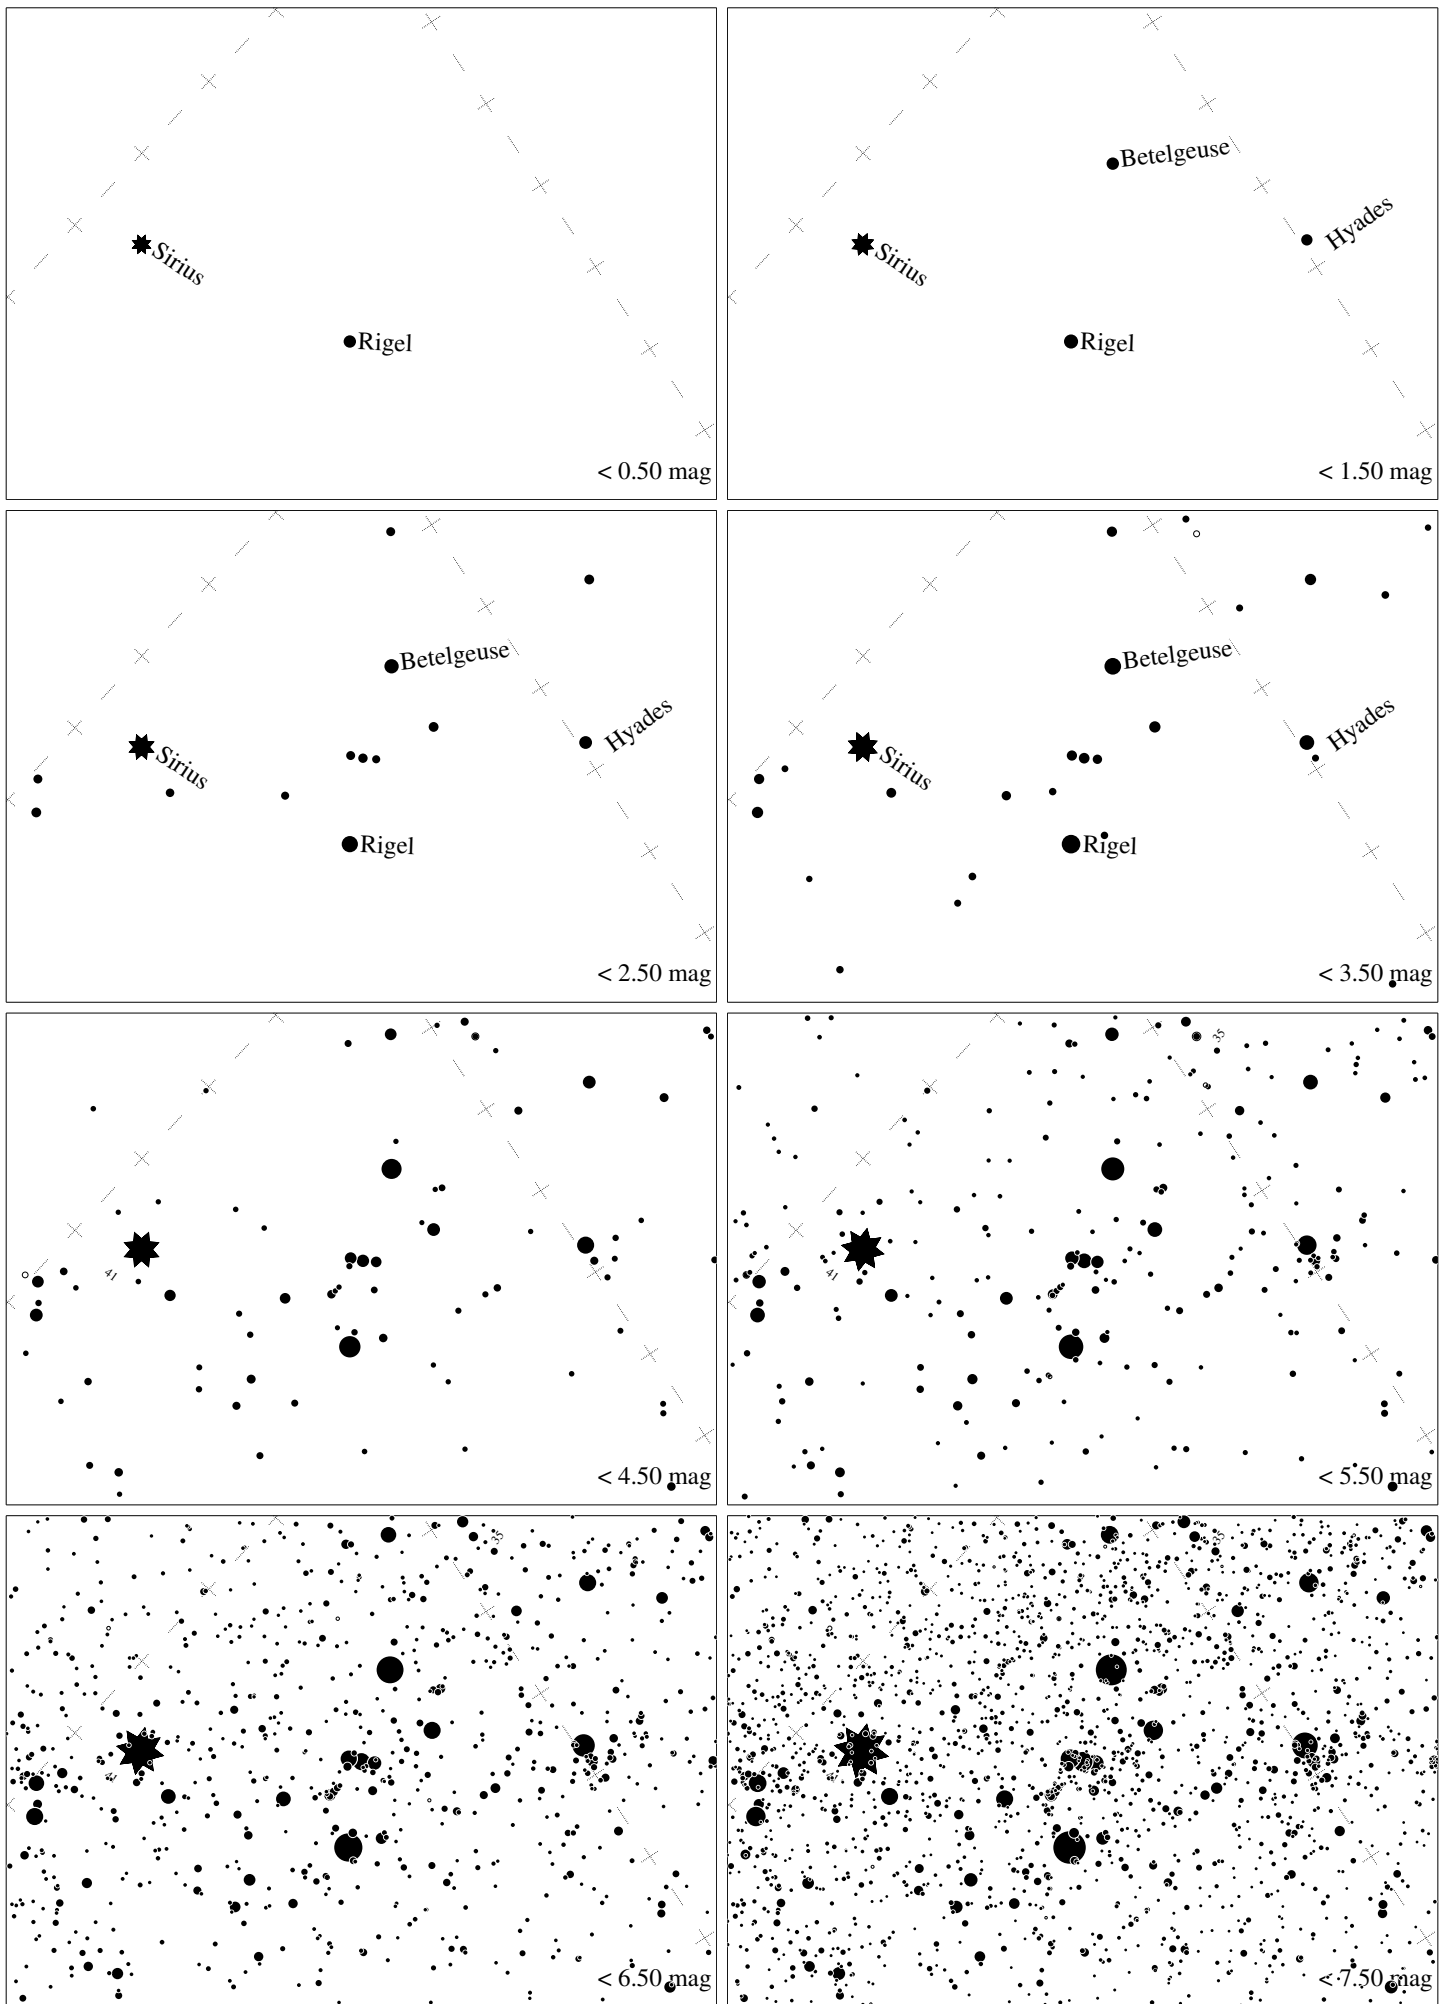 Sirius
Rigel
< 0.50 mag
Betelgeuse
Hyades
Sirius
Rigel
< 1.50 mag
Betelgeuse
Hyades
Sirius
Rigel
< 2.50 mag
Betelgeuse
Hyades
Sirius
Rigel
< 3.50 mag
41
< 4.50 mag
35
41
< 5.50 mag
35
< 6.50 mag
35
< 7.50 mag